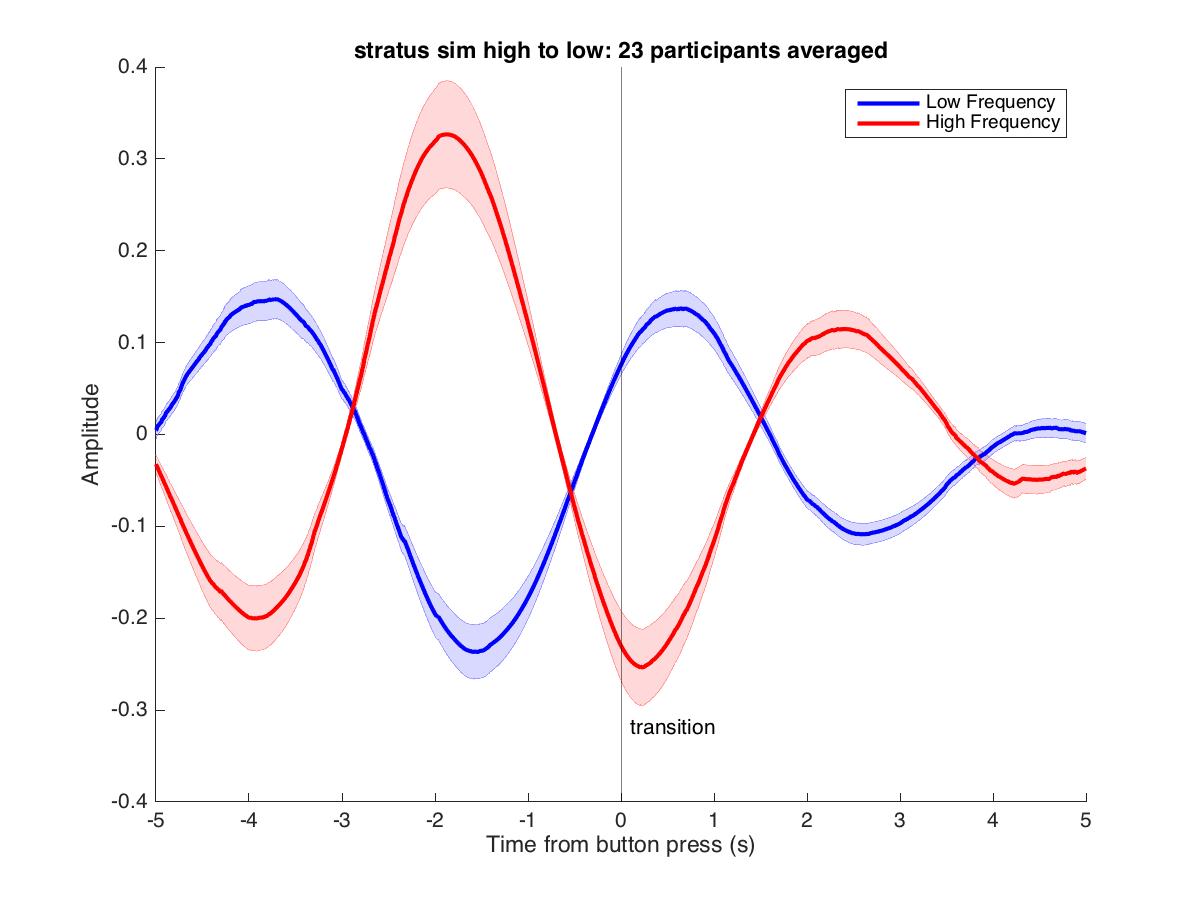 stratus sim high to low: 23 participants averaged
Low Frequency
High Frequency
Amplitude
0.4
0.3
0.2
0.1
0
-0.1
-0.2
-0.3
-0.4
transition
-5 -4 -3 -2 -1 0 1 2 3 4 5
Time from button press (s)